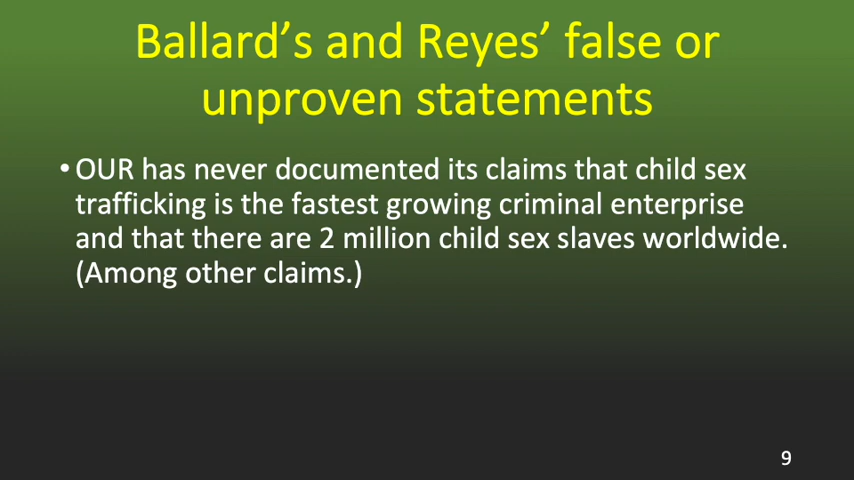 Ballard’s and Reyes’ false or
unproven statements
• OUR has never documented its claims that child sex
trafficking is the fastest growing criminal enterprise
and that there are 2 million child sex slaves worldwide.
(Among other claims.)
9